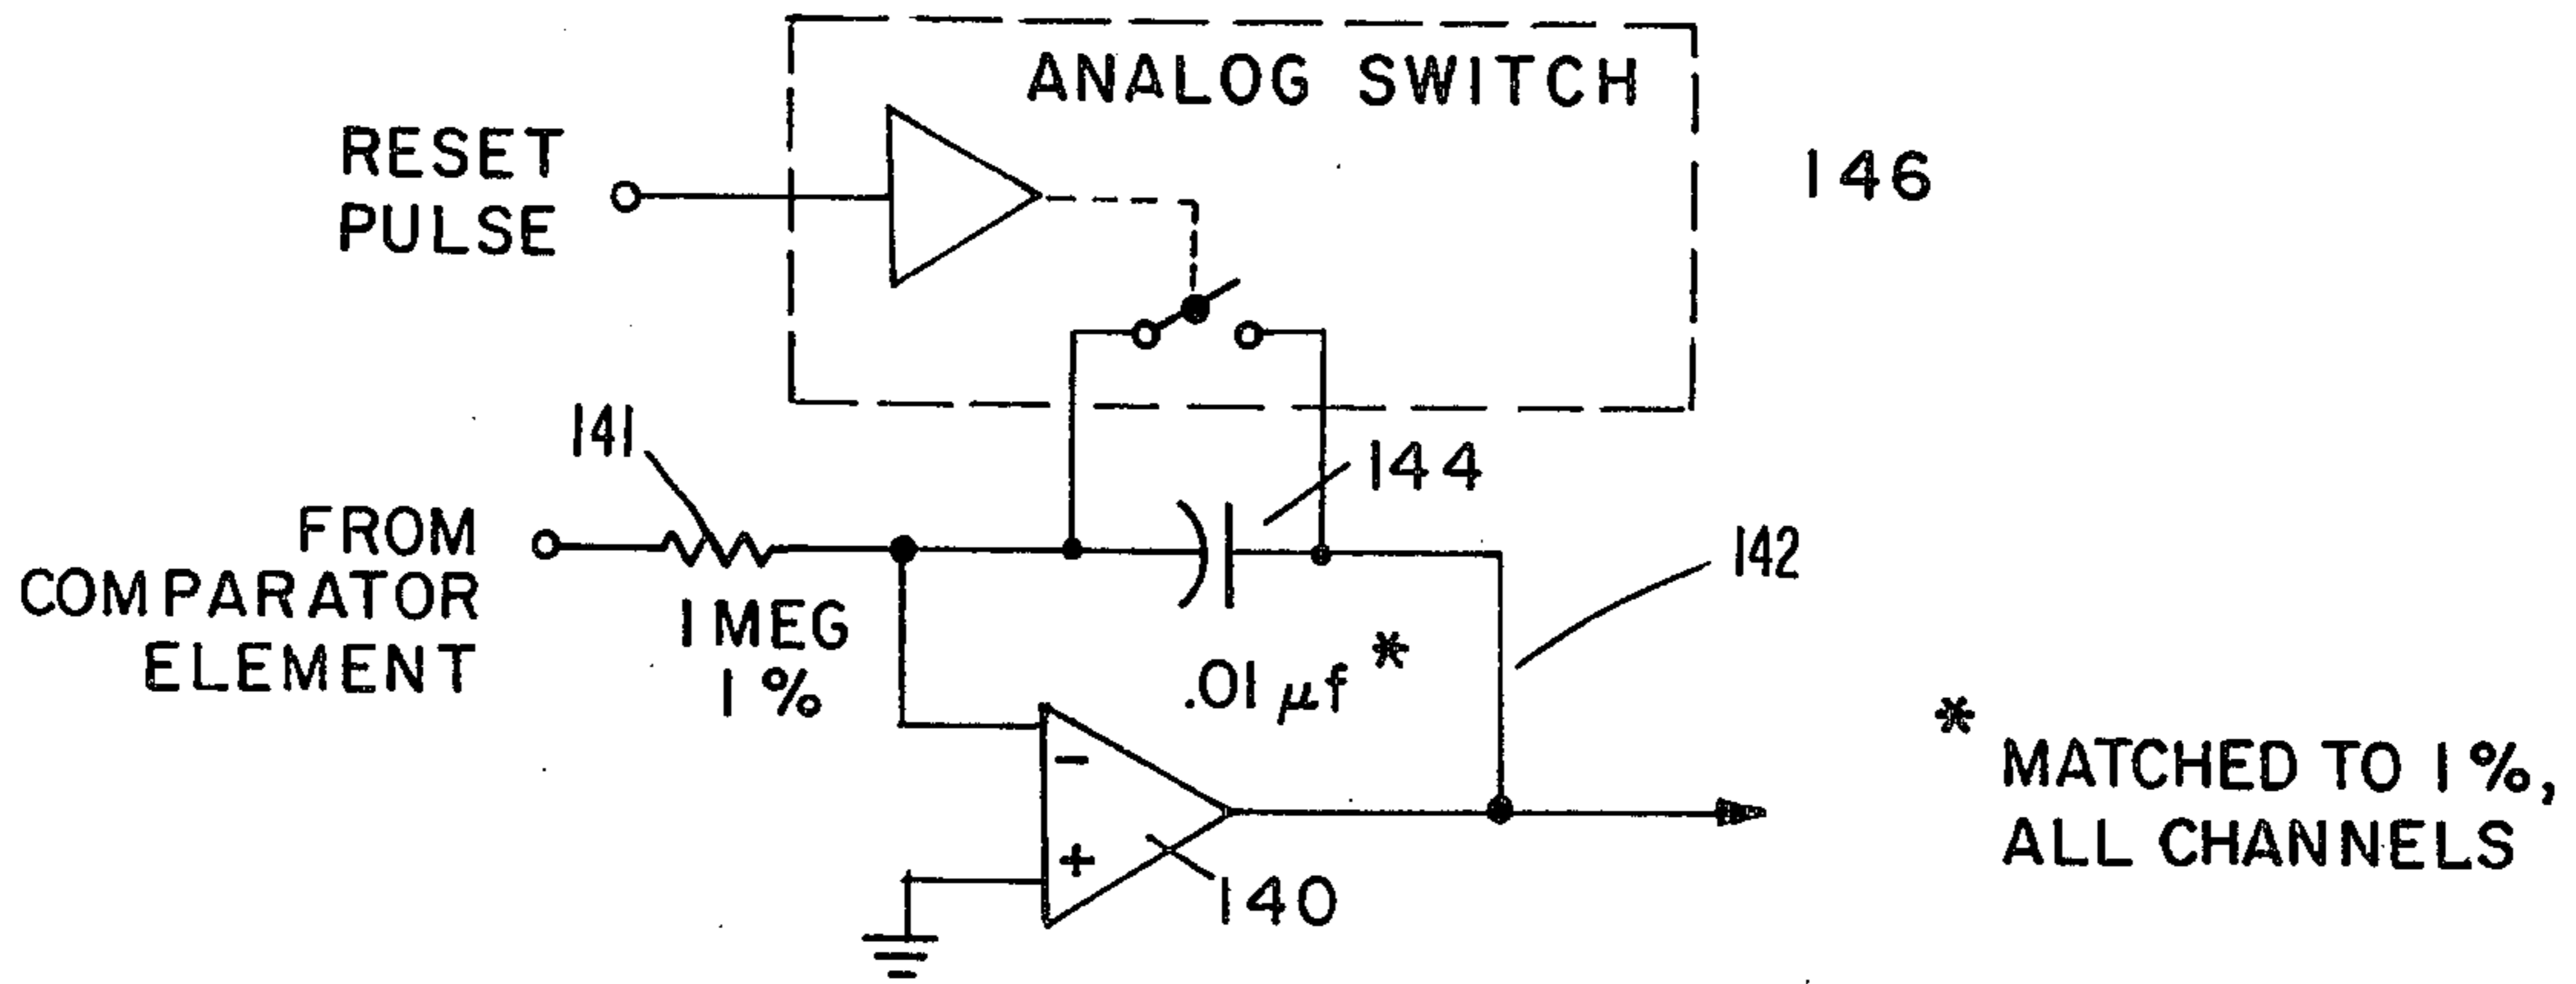 ANALOG SWITCH
RESET
PULSE
146
141
144
FROM
COMPARATOR
ELEMENT
142
1 MEG
1 %
.01 μf *
-
+
140
*
MATCHED TO 1 %,
ALL CHANNELS